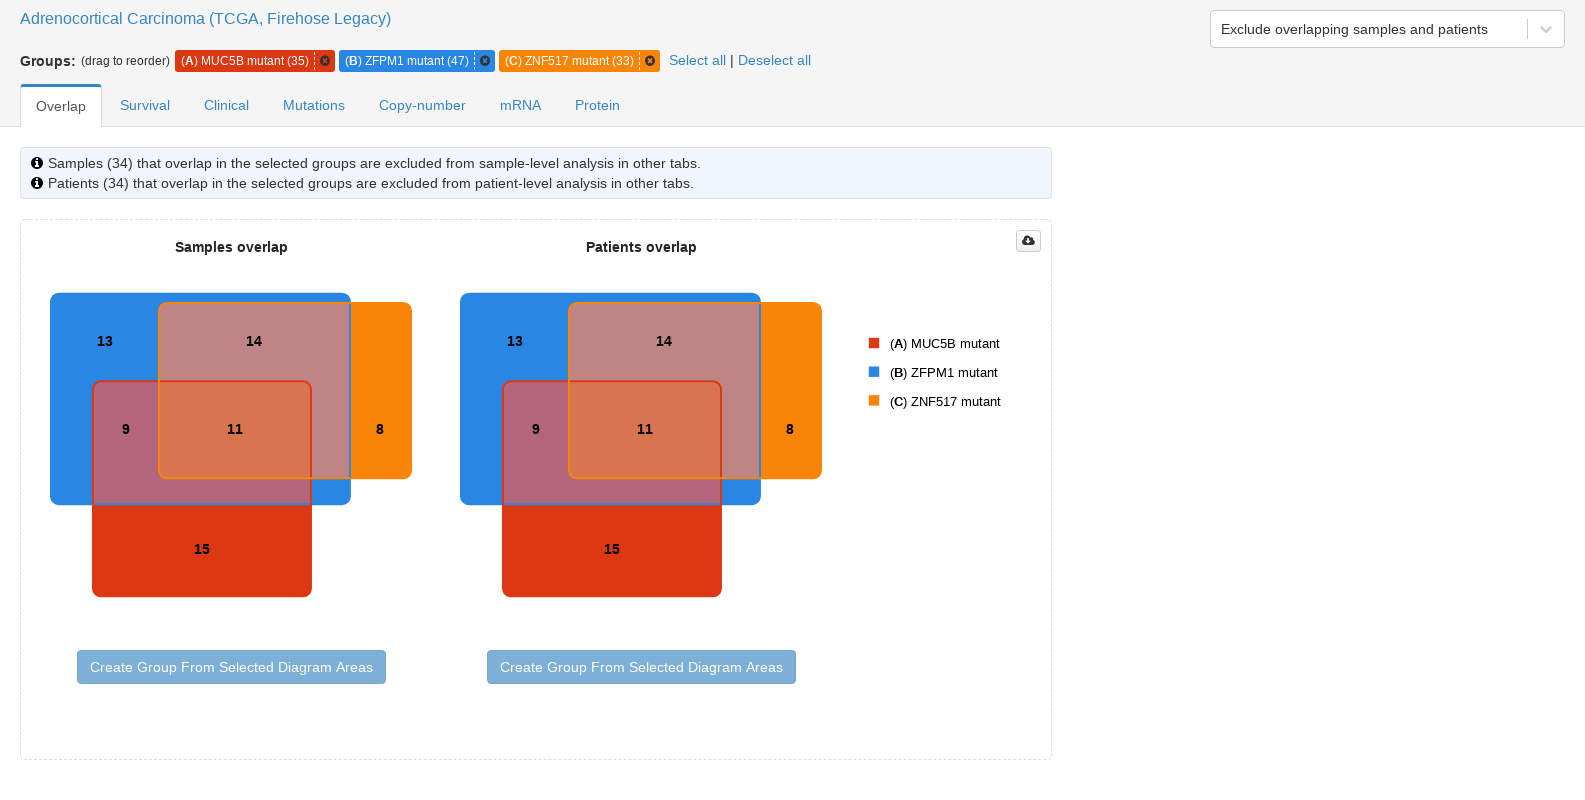 Adrenocortical Carcinoma (TCGA, Firehose Legacy)
Exclude overlapping samples and patients
Groups: (drag to reorder) (A) MUC5B mutant (35) (B) ZFPM1 mutant (47) (C) ZNF517 mutant (33) Select all | Deselect all
Overlap Survival Clinical Mutations Copy-number mRNA Protein
Samples (34) that overlap in the selected groups are excluded from sample-level analysis in other tabs.
Patients (34) that overlap in the selected groups are excluded from patient-level analysis in other tabs.
Samples overlap
13
14
9
11
8
15
Create Group From Selected Diagram Areas
Patients overlap
13
14
9
11
8
15
Create Group From Selected Diagram Areas
(A) MUC5B mutant
(B) ZFPM1 mutant
(C) ZNF517 mutant